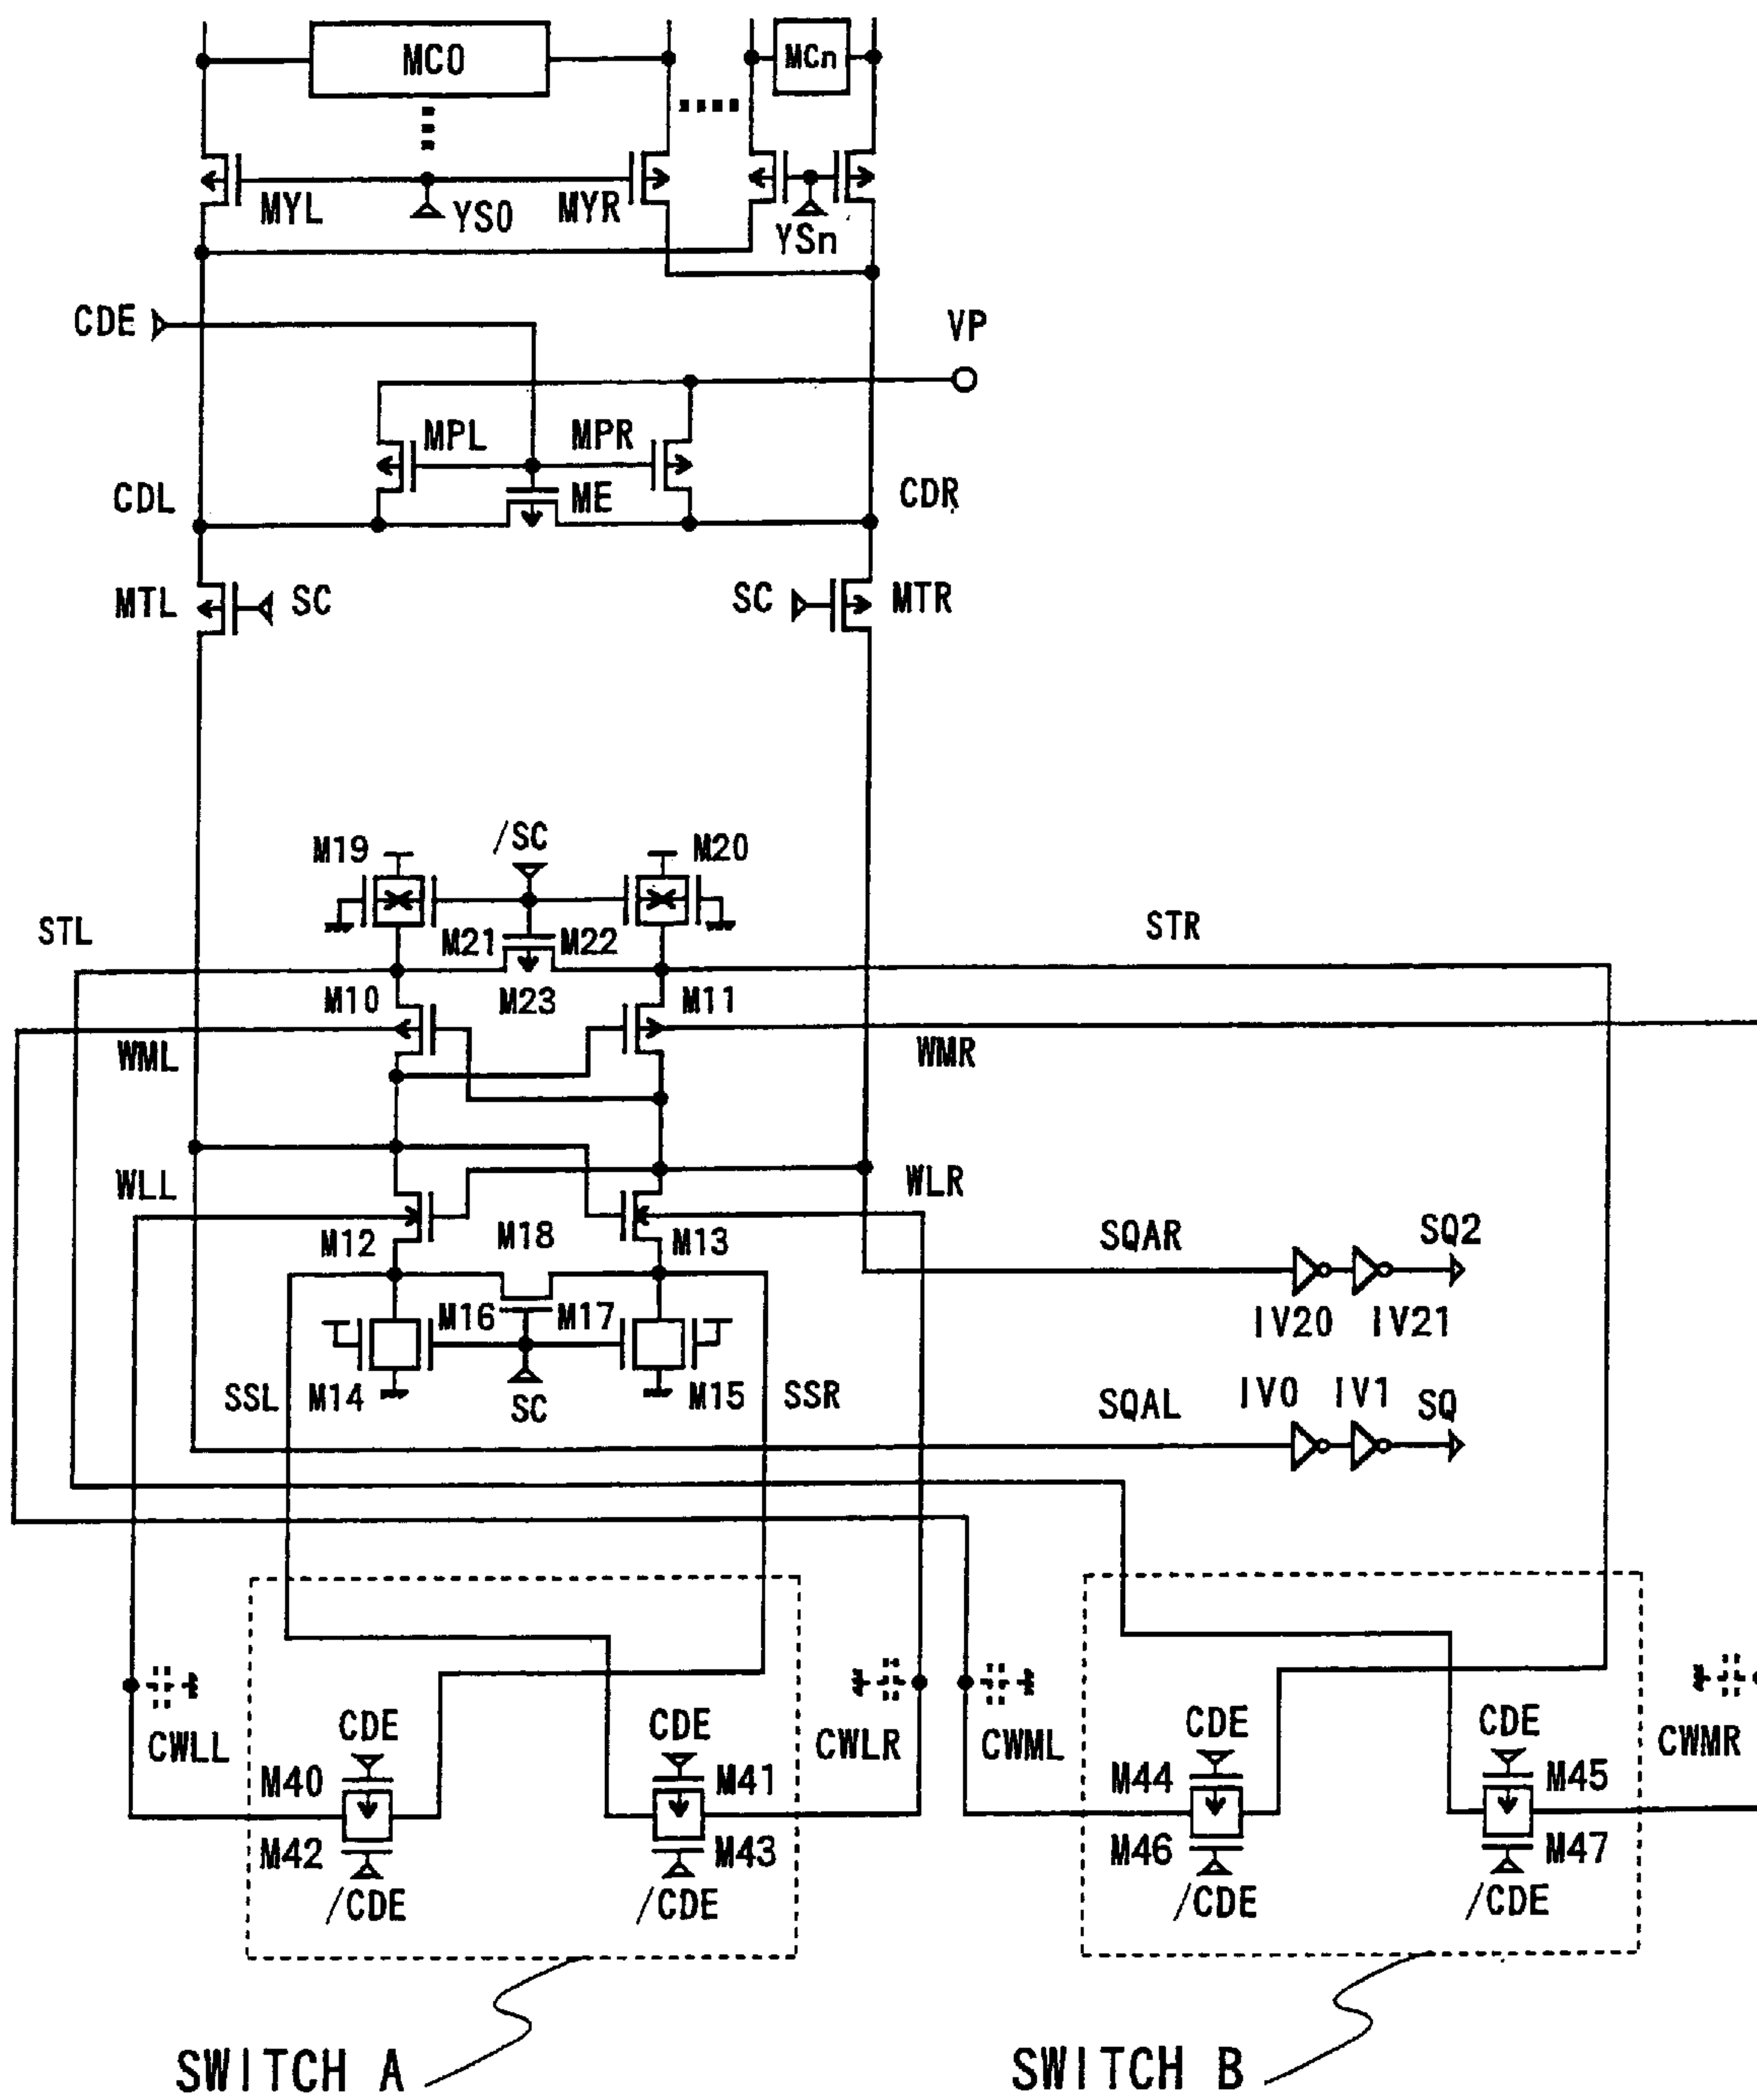 MC0
MCn
MYL
YS0
MYR
YSn
CDE
VP
MPL
MPR
CDL
ME
CDR
MTL
SC
SC
MTR
M19
/SC
M20
STL
M21
M22
STR
M10
M23
M11
WML
WMR
WLL
WLR
M12
M18
M13
SQAR
SQ2
M16
M17
IV20
IV21
SSL
M14
SC
M15
SSR
SQAL
IV0
IV1
SQ
CDE
CDE
CDE
CDE
CWLL
CWLR
CWML
CWMR
M40
M41
M44
M45
M42
M43
M46
M47
/CDE
/CDE
/CDE
/CDE
SWITCH A
SWITCH B